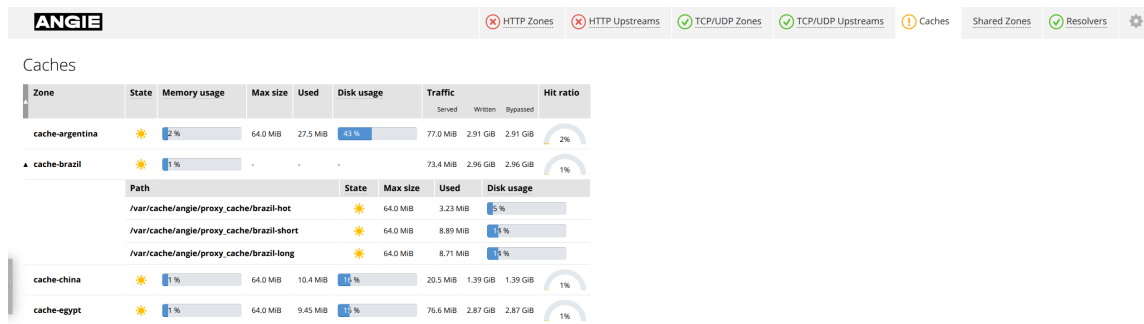 ANGIE HTTP Zones HTTP Upstreams TCP/UDP Zones TCP/UDP Upstreams Caches Shared Zones Resolvers
Caches
Zone State Memory usage Max size Used Disk usage Traffic Hit ratio
Served Written Bypassed
cache-argentina 2 % 64.0 MiB 27.5 MiB 43 % 77.0 MiB 2.91 GiB 2.91 GiB 2%
▲ cache-brazil 1 % - - - 73.4 MiB 2.96 GiB 2.96 GiB 1%
Path State Max size Used Disk usage
/var/cache/angie/proxy_cache/brazil-hot 64.0 MiB 3.23 MiB 5 %
/var/cache/angie/proxy_cache/brazil-short 64.0 MiB 8.89 MiB 14 %
/var/cache/angie/proxy_cache/brazil-long 64.0 MiB 8.71 MiB 14 %
cache-china 1 % 64.0 MiB 10.4 MiB 16 % 20.5 MiB 1.39 GiB 1.39 GiB 1%
cache-egypt 1 % 64.0 MiB 9.45 MiB 15 % 76.6 MiB 2.87 GiB 2.87 GiB 1%